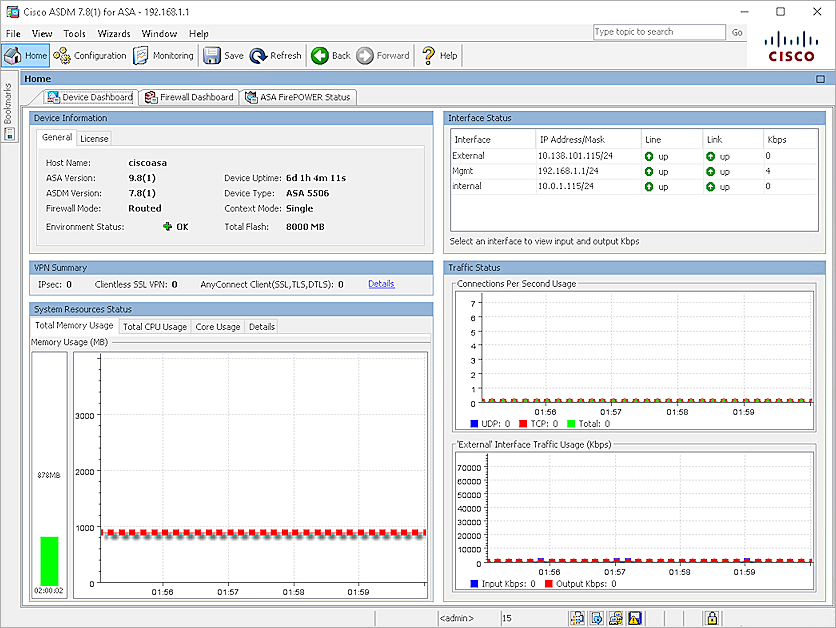 Cisco ASDM 7.8(1) for ASA - 192.168.1.1
File View Tools Wizards Window Help
Type topic to search Go
Home Configuration Monitoring Save Refresh Back Forward Help
CISCO
Bookmarks
Home
Device Dashboard Firewall Dashboard ASA FirePOWER Status
Device Information
General License
Host Name: ciscoasa
ASA Version: 9.8(1) Device Uptime: 6d 1h 4m 11s
ASDM Version: 7.8(1) Device Type: ASA 5506
Firewall Mode: Routed Context Mode: Single
Environment Status: OK Total Flash: 8000 MB
Interface Status
Interface IP Address/Mask Line Link Kbps
External 10.138.101.115/24 up up 0
Mgmt 192.168.1.1/24 up up 4
internal 10.0.1.115/24 up up 0
Select an interface to view input and output Kbps
VPN Summary
IPsec: 0 Clientless SSL VPN: 0 AnyConnect Client(SSL,TLS,DTLS): 0 Details
System Resources Status
Total Memory Usage Total CPU Usage Core Usage Details
Memory Usage (MB)
878MB
02:00:02
3000
2000
1000
0
01:56 01:57 01:58 01:59
Traffic Status
Connections Per Second Usage
7
6
5
4
3
2
1
0
01:56 01:57 01:58 01:59
UDP: 0 TCP: 0 Total: 0
'External' Interface Traffic Usage (Kbps)
70000
60000
50000
40000
30000
20000
10000
0
01:56 01:57 01:58 01:59
Input Kbps: 0 Output Kbps: 0
<admin> 15